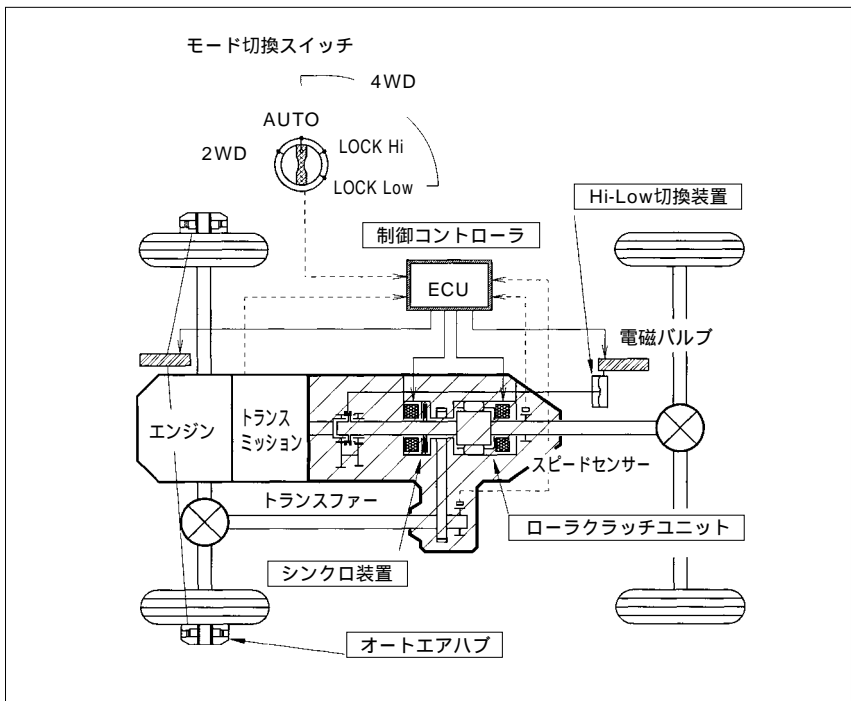 モード切換スイッチ
4WD
AUTO
2WD
LOCK Hi
LOCK Low
Hi-Low切換装置
制御コントローラ
ECU
電磁バルブ
エンジン
トランス
ミッション
スピードセンサー
トランスファー
ローラクラッチユニット
シンクロ装置
オートエアハブ